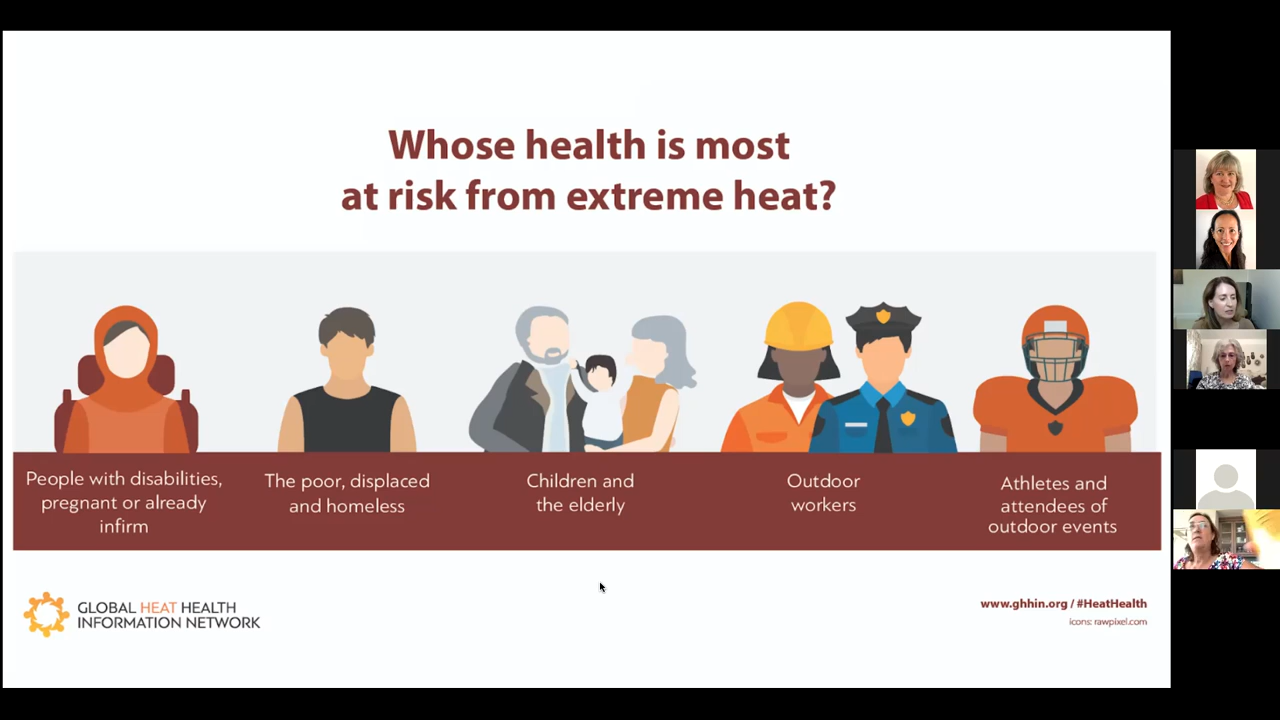 Whose health is most
at risk from extreme heat?
People with disabilities,
pregnant or already
infirm
The poor, displaced
and homeless
Children and
the elderly
Outdoor
workers
Athletes and
attendees of
outdoor events
GLOBAL HEAT HEALTH
INFORMATION NETWORK
www.ghhin.org / #HeatHealth
icons: rawpixel.com